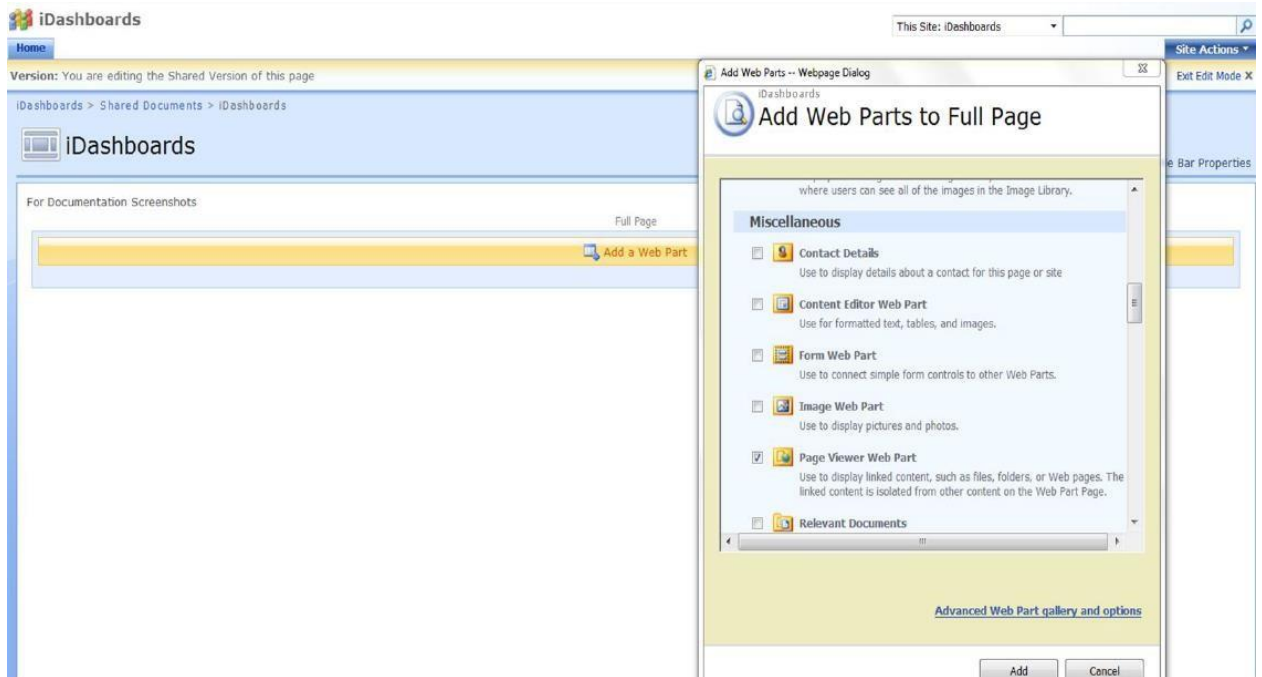 iDashboards
This Site: iDashboards
Home
Site Actions
Version: You are editing the Shared Version of this page
Exit Edit Mode X
iDashboards > Shared Documents > iDashboards
iDashboards
Bar Properties
For Documentation Screenshots
Full Page
Add a Web Part
Add Web Parts -- Webpage Dialog
iDashboards
Add Web Parts to Full Page
where users can see all of the images in the Image Library.
Miscellaneous
Contact Details
Use to display details about a contact for this page or site
Content Editor Web Part
Use for formatted text, tables, and images.
Form Web Part
Use to connect simple form controls to other Web Parts.
Image Web Part
Use to display pictures and photos.
Page Viewer Web Part
Use to display linked content, such as files, folders, or Web pages. The
linked content is isolated from other content on the Web Part Page.
Relevant Documents
Advanced Web Part gallery and options
Add
Cancel